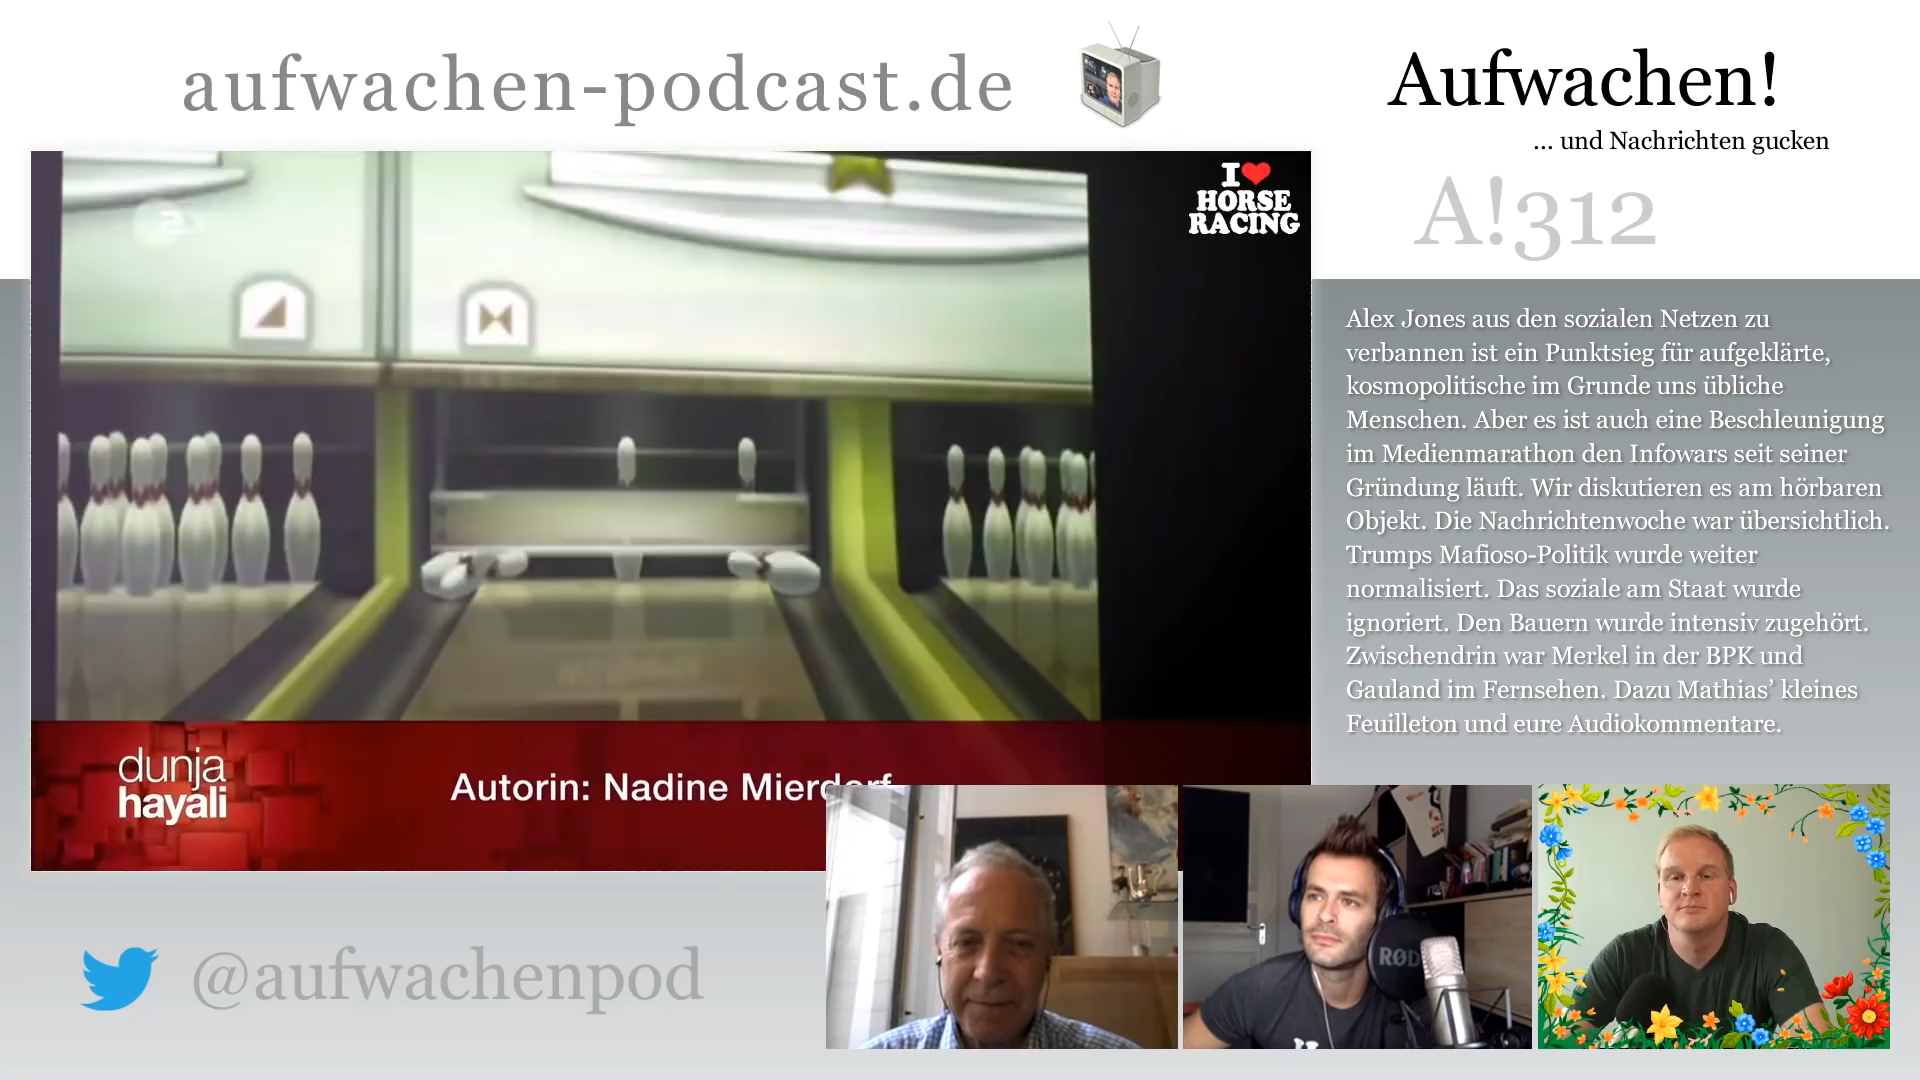 aufwachen-podcast.de
Aufwachen!
... und Nachrichten gucken
A!312
I
HORSE
RACING
Alex Jones aus den sozialen Netzen zu
verbannen ist ein Punktsieg für aufgeklärte,
kosmopolitische im Grunde uns übliche
Menschen. Aber es ist auch eine Beschleunigung
im Medienmarathon den Infowars seit seiner
Gründung läuft. Wir diskutieren es am hörbaren
Objekt. Die Nachrichtenwoche war übersichtlich.
Trumps Mafioso-Politik wurde weiter
normalisiert. Das soziale am Staat wurde
ignoriert. Den Bauern wurde intensiv zugehört.
Zwischendrin war Merkel in der BPK und
Gauland im Fernsehen. Dazu Mathias’ kleines
Feuilleton und eure Audiokommentare.
dunja
hayali
Autorin: Nadine Mierdorf
RØD
@aufwachenpod